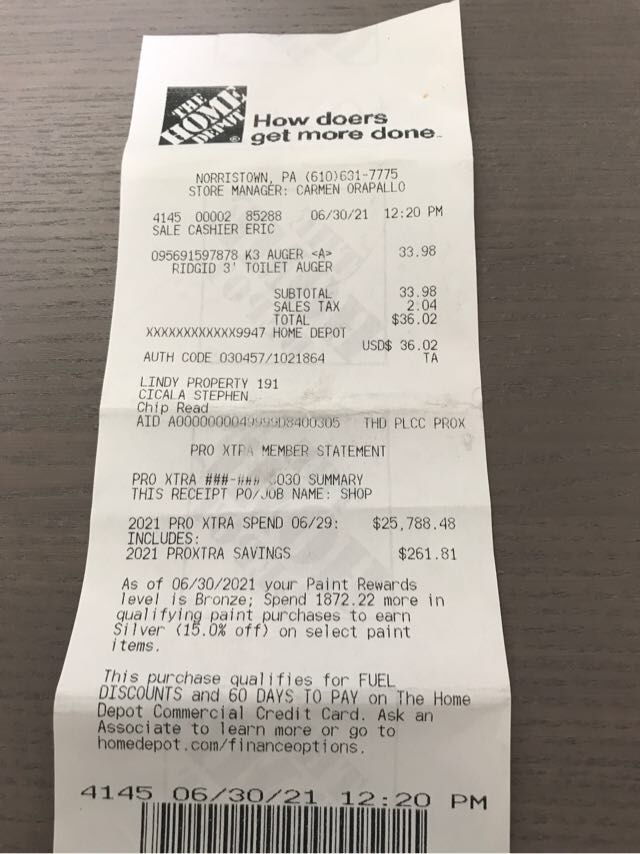 THE
HOME
DEPOT
How doers
get more done™
NORRISTOWN, PA (610)631-7775
STORE MANAGER: CARMEN ORAPALLO
4145 00002 85288 06/30/21 12:20 PM
SALE CASHIER ERIC
095691597878 K3 AUGER <A> 33.98
RIDGID 3' TOILET AUGER
SUBTOTAL 33.98
SALES TAX 2.04
TOTAL $36.02
XXXXXXXXXXXX9947 HOME DEPOT
USD$ 36.02
AUTH CODE 030457/1021864 TA
LINDY PROPERTY 191
CICALA STEPHEN
Chip Read
AID THD PLCC PROX
PRO XTRA MEMBER STATEMENT
PRO XTRA ###-### SUMMARY
THIS RECEIPT PO/JOB NAME: SHOP
2021 PRO XTRA SPEND 06/29: $25,788.48
INCLUDES:
2021 PROXTRA SAVINGS $261.81
As of 06/30/2021 your Paint Rewards
level is Bronze; Spend 1872.22 more in
qualifying paint purchases to earn
Silver (15.0% off) on select paint
items.
This purchase qualifies for FUEL
DISCOUNTS and 60 DAYS TO PAY on The Home
Depot Commercial Credit Card. Ask an
Associate to learn more or go to
homedepot.com/financeoptions.
4145 06/30/21 12:20 PM